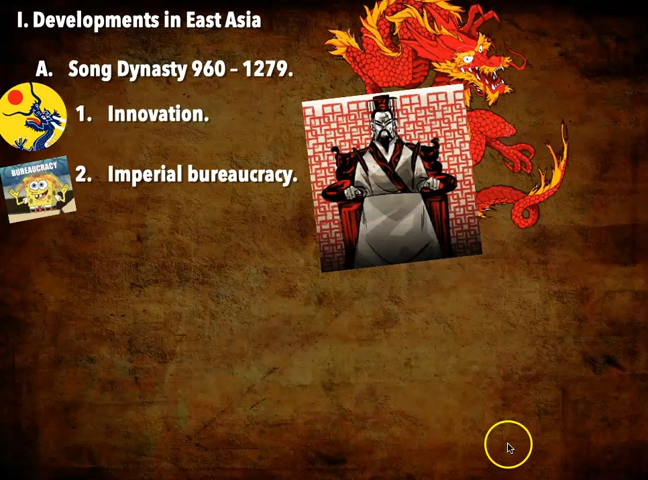 I. Developments in East Asia
A. Song Dynasty 960 – 1279.
1. Innovation.
BUREAUCRACY
2. Imperial bureaucracy.